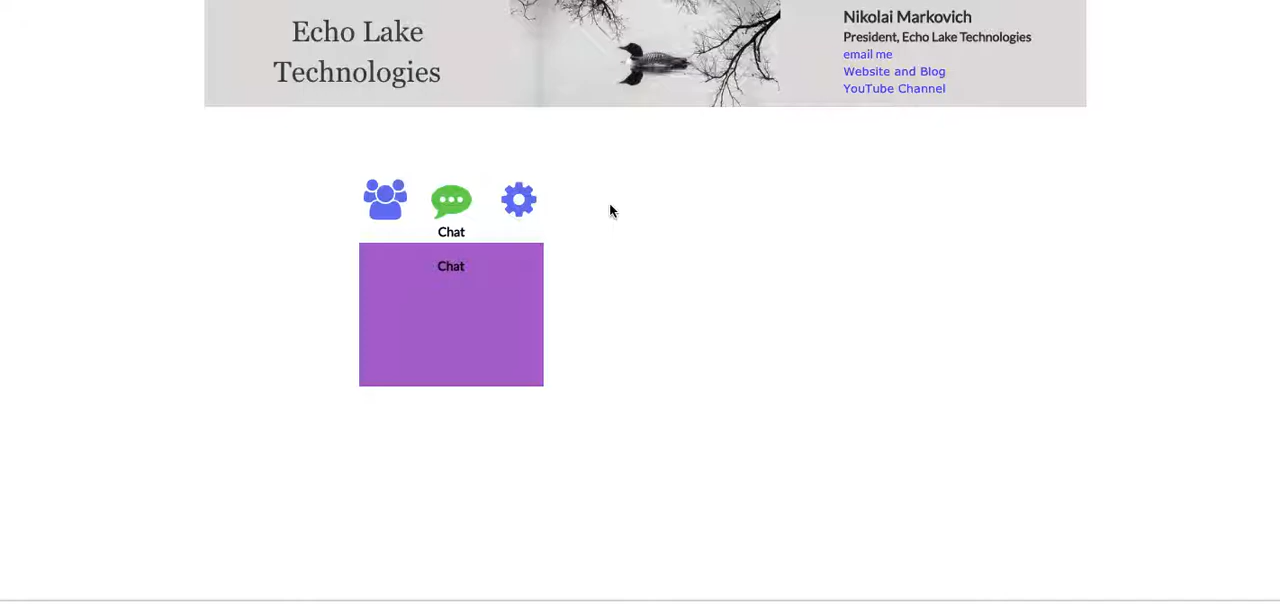 Echo Lake
Technologies
Nikolai Markovich
President, Echo Lake Technologies
email me
Website and Blog
YouTube Channel
Chat
Chat